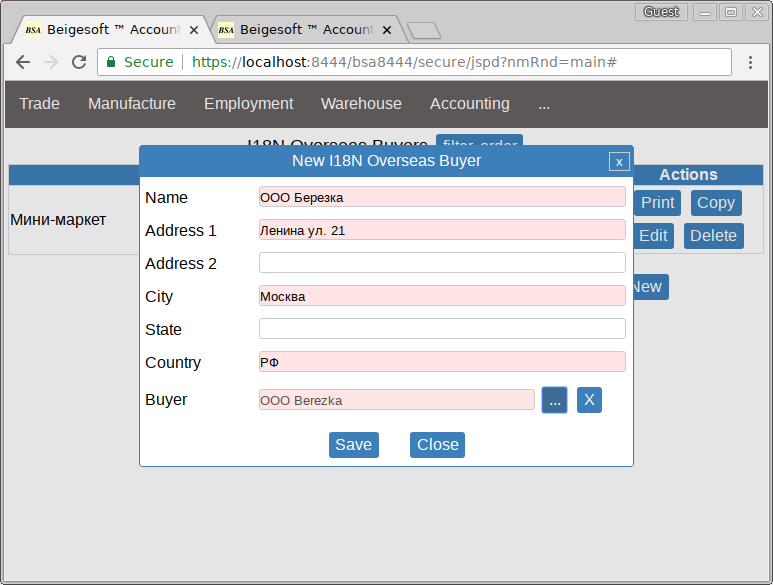 Guest
BSA Beigesoft ™ Account
BSA Beigesoft ™ Account
Secure https://localhost:8444/bsa8444/secure/jspd?nmRnd=main#
Trade Manufacture Employment Warehouse Accounting ...
I18N Overseas Buyers filter, order
New I18N Overseas Buyer x
Actions
Name ООО Березка
Print Copy
Мини-маркет
Address 1 Ленина ул. 21
Edit Delete
Address 2
New
City Москва
State
Country РФ
Buyer OOO Berezka ... X
Save Close